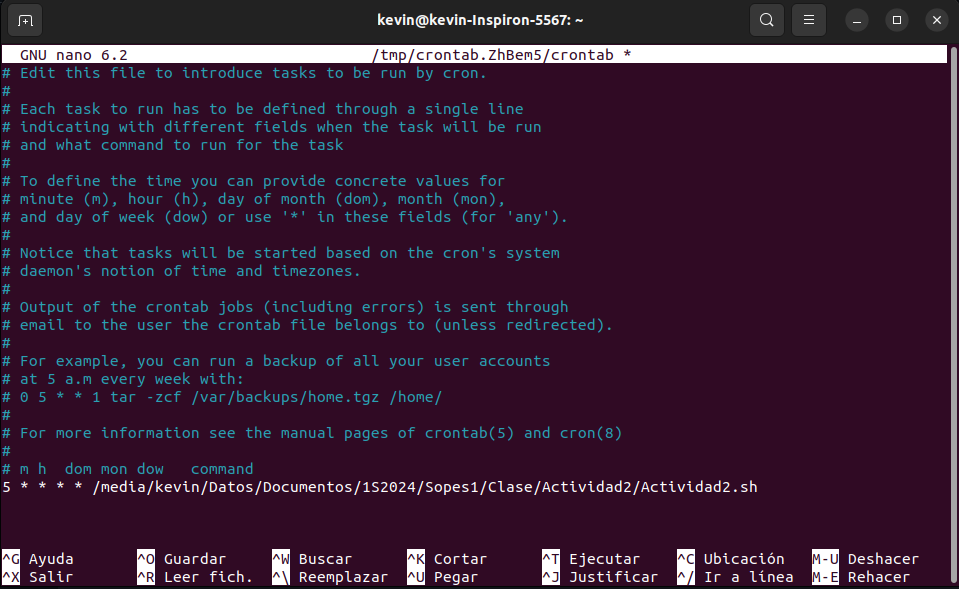 kevin@kevin-Inspiron-5567: ~
GNU nano 6.2 /tmp/crontab.ZhBem5/crontab *
# Edit this file to introduce tasks to be run by cron.
#
# Each task to run has to be defined through a single line
# indicating with different fields when the task will be run
# and what command to run for the task
#
# To define the time you can provide concrete values for
# minute (m), hour (h), day of month (dom), month (mon),
# and day of week (dow) or use '*' in these fields (for 'any').
#
# Notice that tasks will be started based on the cron's system
# daemon's notion of time and timezones.
#
# Output of the crontab jobs (including errors) is sent through
# email to the user the crontab file belongs to (unless redirected).
#
# For example, you can run a backup of all your user accounts
# at 5 a.m every week with:
# 0 5 * * 1 tar -zcf /var/backups/home.tgz /home/
#
# For more information see the manual pages of crontab(5) and cron(8)
#
# m h  dom mon dow   command
5 * * * * /media/kevin/Datos/Documentos/1S2024/Sopes1/Clase/Actividad2/Actividad2.sh
^G Ayuda ^O Guardar ^W Buscar ^K Cortar ^T Ejecutar ^C Ubicación M-U Deshacer
^X Salir ^R Leer fich. ^\ Reemplazar ^U Pegar ^J Justificar ^/ Ir a línea M-E Rehacer